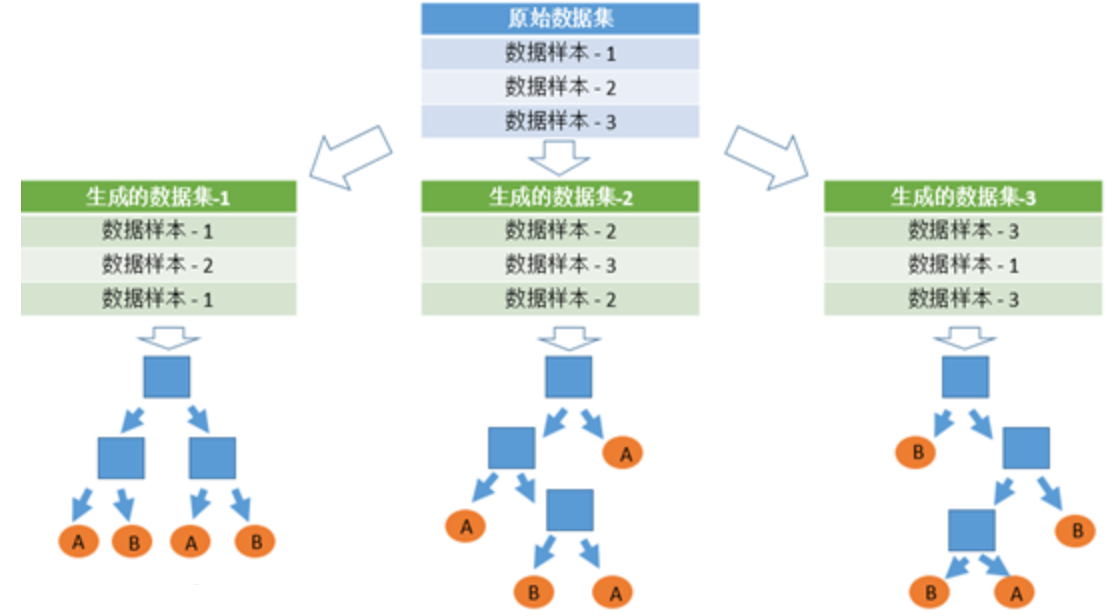 原始数据集
数据样本 - 1
数据样本 - 2
数据样本 - 3
生成的数据集-1
数据样本 - 1
数据样本 - 2
数据样本 - 1
生成的数据集-2
数据样本 - 2
数据样本 - 3
数据样本 - 2
生成的数据集-3
数据样本 - 3
数据样本 - 1
数据样本 - 3
A B A B
A
A
B A
B
B
B A